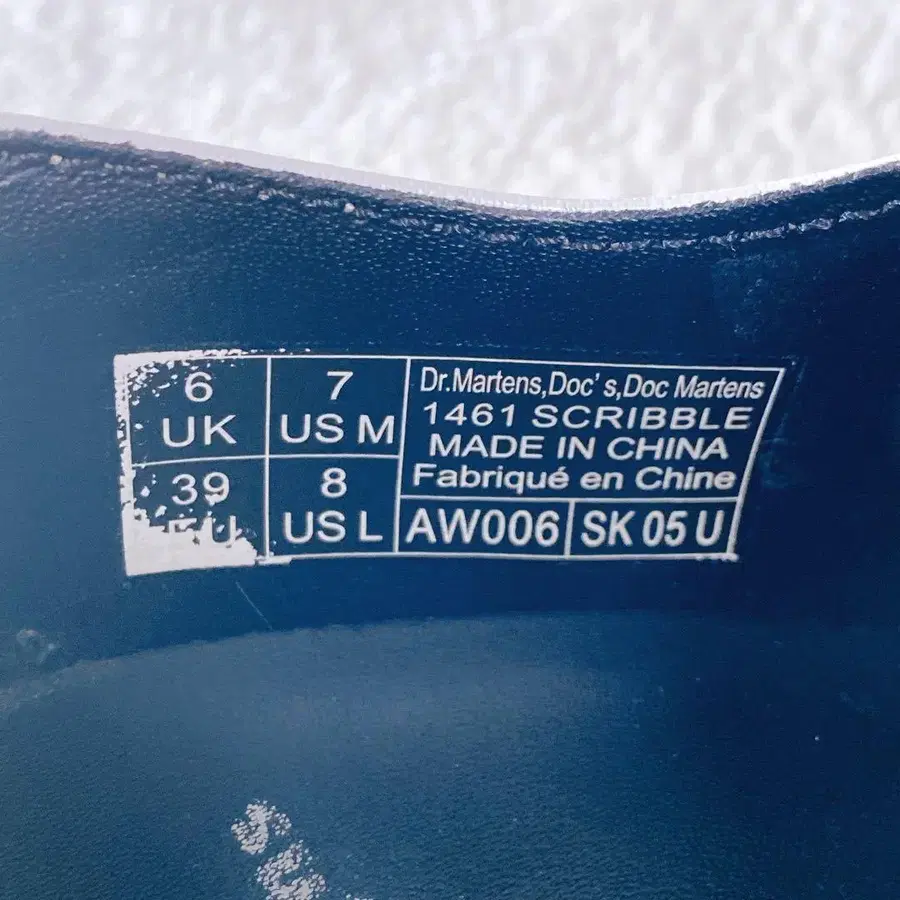 6
UK
7
US M
39
EU
8
US L
Dr.Martens,Doc's,Doc Martens
1461 SCRIBBLE
MADE IN CHINA
Fabriqué en Chine
AW006
SK 05 U